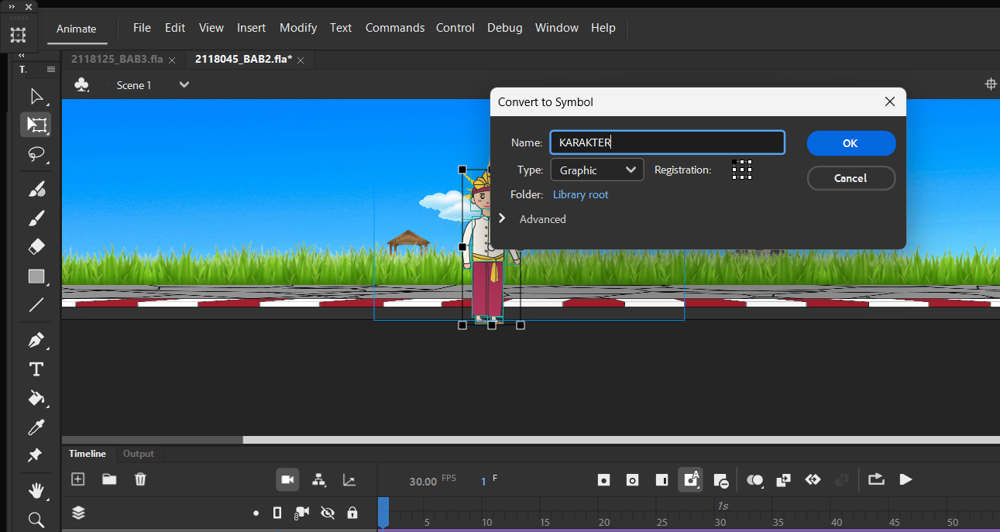 Animate File Edit View Insert Modify Text Commands Control Debug Window Help
T.
2118125_BAB3.fla 2118045_BAB2.fla*
Scene 1
Convert to Symbol
Name: KARAKTER OK
Type: Graphic Registration:
Cancel
Folder: Library root
Advanced
Timeline Output
30.00 FPS 1 F
1s
5 10 15 20 25 30 35 40 45 50